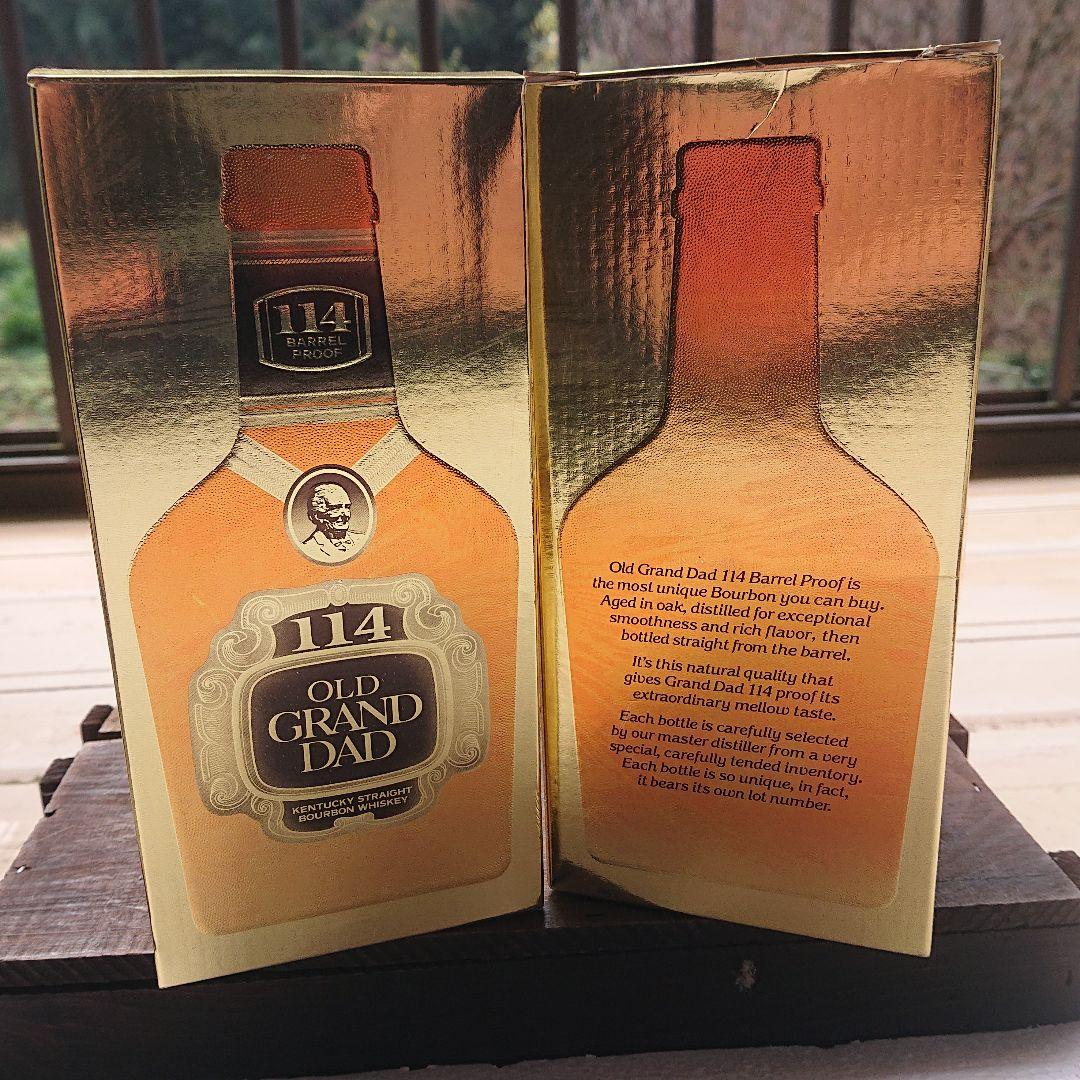 114
BARREL
PROOF
114
OLD
GRAND
DAD
KENTUCKY STRAIGHT
BOURBON WHISKEY
Old Grand Dad 114 Barrel Proof is
the most unique Bourbon you can buy.
Aged in oak, distilled for exceptional
smoothness and rich flavor, then
bottled straight from the barrel.
It's this natural quality that
gives Grand Dad 114 proof its
extraordinary mellow taste.
Each bottle is carefully selected
by our master distiller from a very
special, carefully tended inventory.
Each bottle is so unique, in fact,
it bears its own lot number.